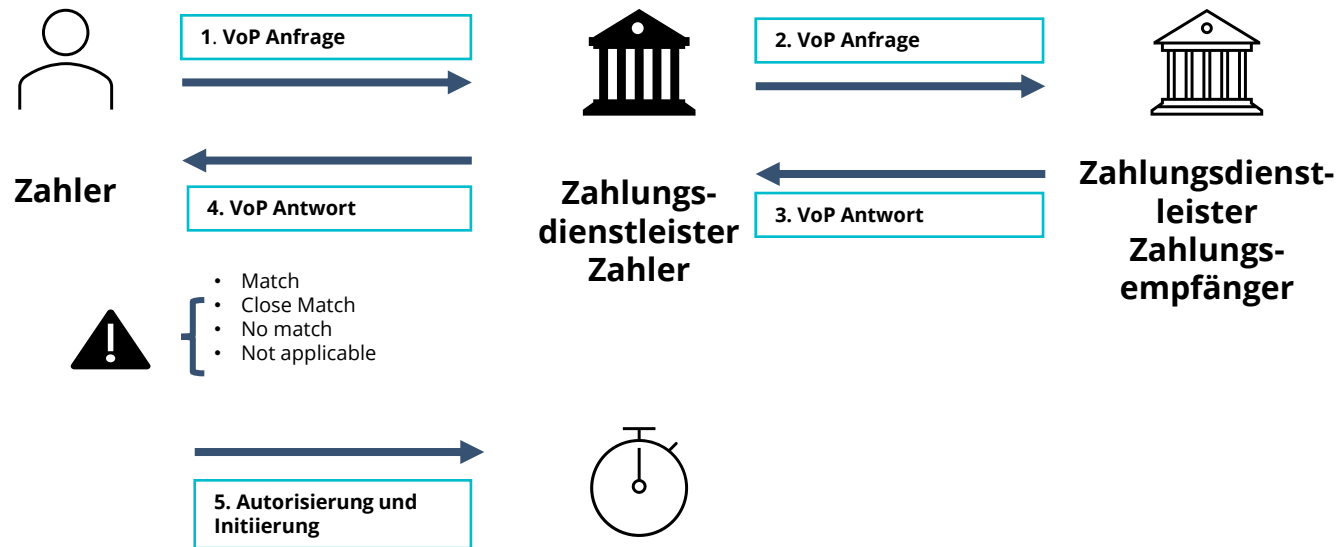 1. VoP Anfrage
2. VoP Anfrage
Zahler
4. VoP Antwort
Zahlungs-
dienstleister
Zahler
3. VoP Antwort
Zahlungsdienst-
leister
Zahlungs-
empfänger
• Match
• Close Match
• No match
• Not applicable
5. Autorisierung und
Initiierung